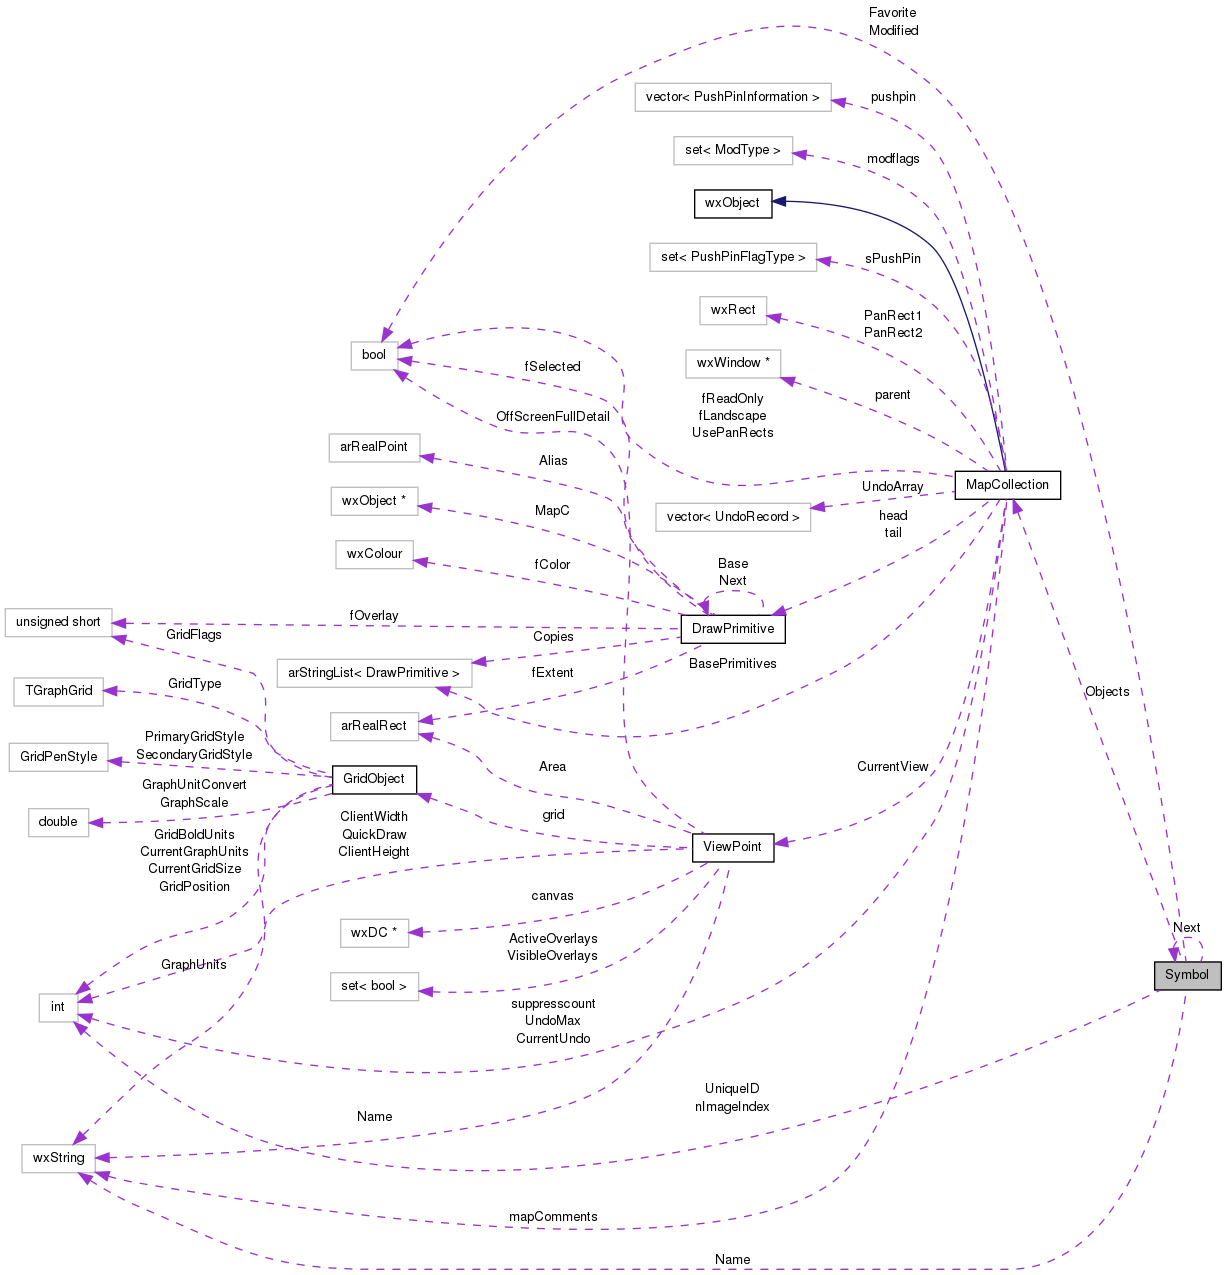 Favorite
Modified
vector< PushPinInformation >
pushpin
set< ModType >
modflags
wxObject
set< PushPinFlagType >
sPushPin
wxRect
PanRect1
PanRect2
bool
wxWindow *
fSelected
parent
fReadOnly
fLandscape
UsePanRects
OffScreenFullDetail
arRealPoint
Alias
MapCollection
wxObject *
MapC
UndoArray
vector< UndoRecord >
head
tail
wxColour
fColor
Base
Next
unsigned short
fOverlay
DrawPrimitive
GridFlags
Copies
arStringList< DrawPrimitive >
fExtent
BasePrimitives
TGraphGrid
GridType
Objects
arRealRect
PrimaryGridStyle
SecondaryGridStyle
GridPenStyle
GridObject
Area
CurrentView
GraphUnitConvert
GraphScale
double
grid
ClientWidth
QuickDraw
ClientHeight
GridBoldUnits
CurrentGraphUnits
CurrentGridSize
GridPosition
ViewPoint
canvas
wxDC *
ActiveOverlays
VisibleOverlays
Next
GraphUnits
Symbol
set< bool >
int
suppresscount
UndoMax
CurrentUndo
UniqueID
nImageIndex
Name
wxString
mapComments
Name